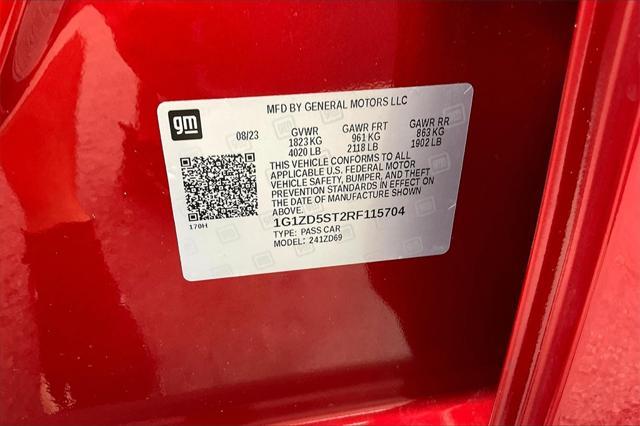 MFD BY GENERAL MOTORS LLC
gm
08/23 GVWR GAWR FRT GAWR RR
1823 KG 961 KG 863 KG
4020 LB 2118 LB 1902 LB
THIS VEHICLE CONFORMS TO ALL
APPLICABLE U.S. FEDERAL MOTOR
VEHICLE SAFETY, BUMPER, AND THEFT
PREVENTION STANDARDS IN EFFECT ON
THE DATE OF MANUFACTURE SHOWN
ABOVE.
170H
1G1ZD5ST2RF115704
TYPE: PASS CAR
MODEL: 241ZD69